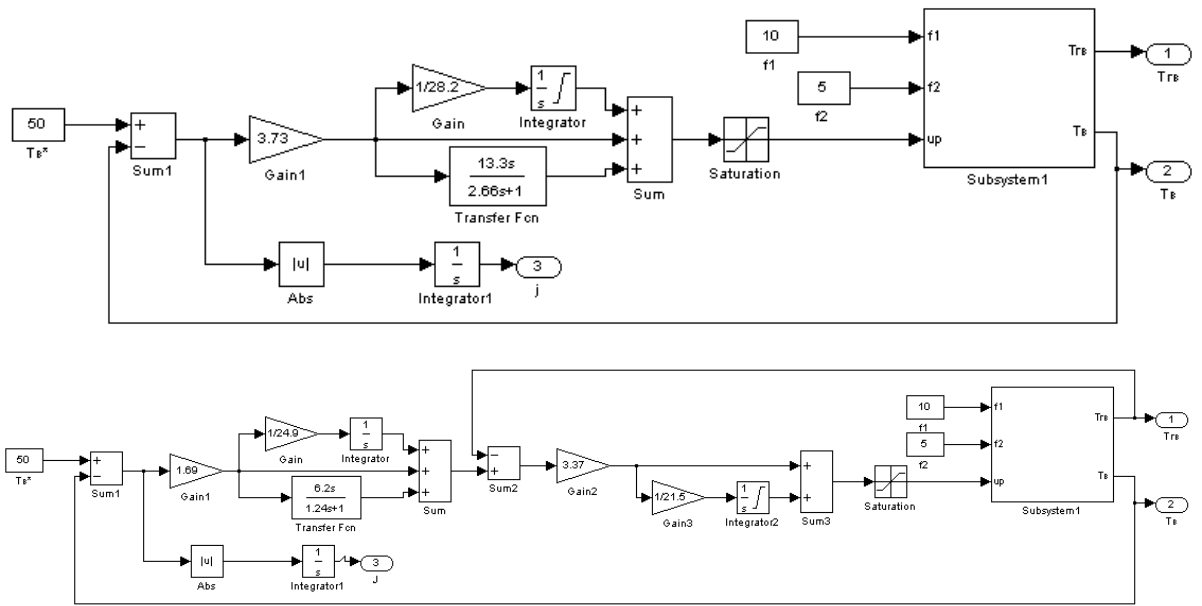 50
Tв*
+
−
Sum1
3.73
Gain1
1/28.2
Gain
1
s
Integrator
13.3s
2.66s+1
Transfer Fcn
+
+
+
Sum
Saturation
10
f1
5
f2
f1
f2
up
Tгв
Tв
Subsystem1
1
Tгв
2
Tв
|u|
Abs
1
s
Integrator1
3
j
50
Tв*
+
−
Sum1
1.69
Gain1
1/24.9
Gain
1
s
Integrator
6.2s
1.24s+1
Transfer Fcn
+
+
+
Sum
−
+
Sum2
3.37
Gain2
1/21.5
Gain3
1
s
Integrator2
+
+
Sum3
Saturation
10
f1
5
f2
f1
f2
up
Tгв
Tв
Subsystem1
1
Tгв
2
Tв
|u|
Abs
1
s
Integrator1
3
J